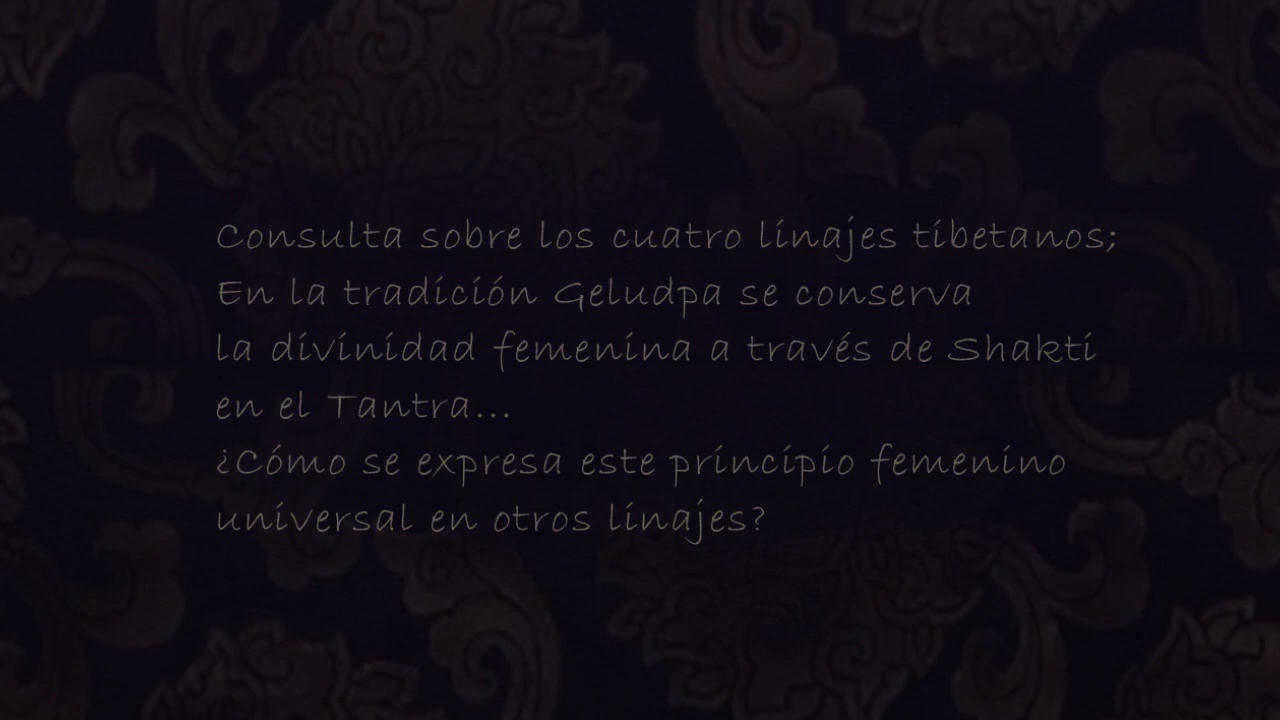 Consulta sobre los cuatro linajes tibetanos;
En la tradición Geludpa se conserva
la divinidad femenina a través de Shakti
en el Tantra...
¿Cómo se expresa este principio femenino
universal en otros linajes?